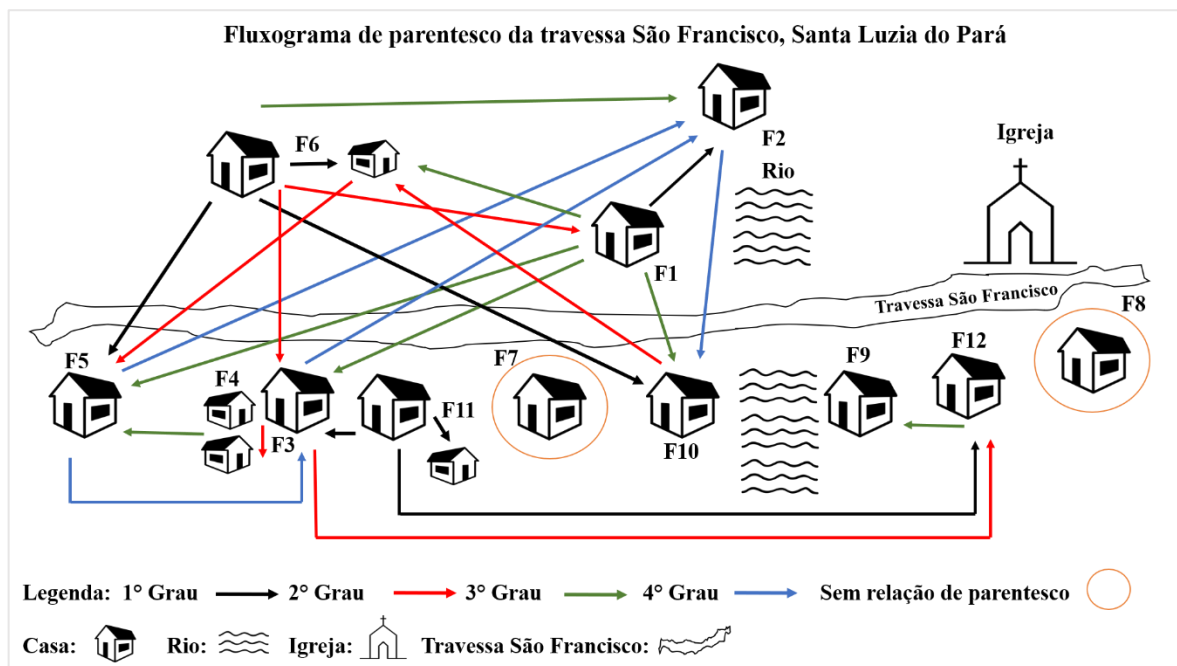 Fluxograma de parentesco da travessa São Francisco, Santa Luzia do Pará
F2
Igreja
F6
Rio
F1
Travessa São Francisco
F8
F5
F4
F7
F9
F12
F11
F3
F10
Legenda: 1° Grau 2° Grau 3° Grau 4° Grau Sem relação de parentesco
Casa: Rio: Igreja: Travessa São Francisco: